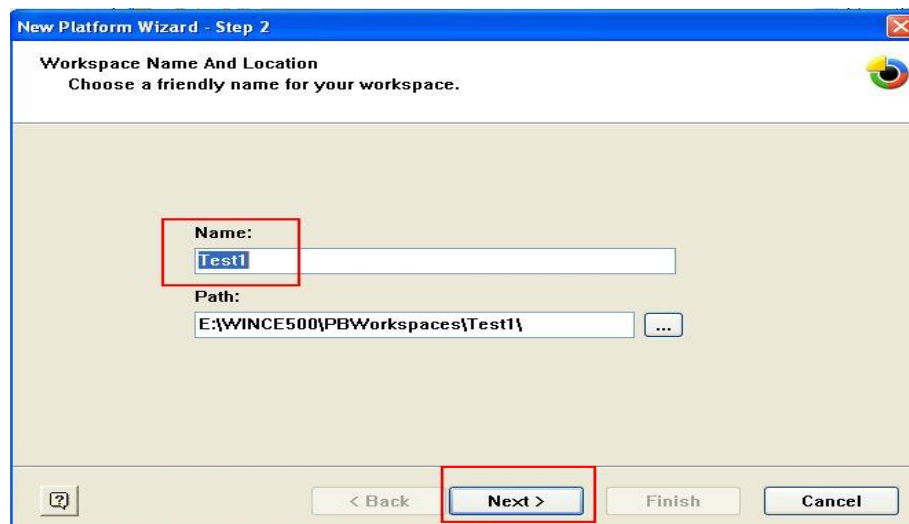 New Platform Wizard - Step 2
Workspace Name And Location
Choose a friendly name for your workspace.
Name:
Test1
Path:
E:\WINCE500\PBWorkspaces\Test1\
...
< Back
Next >
Finish
Cancel